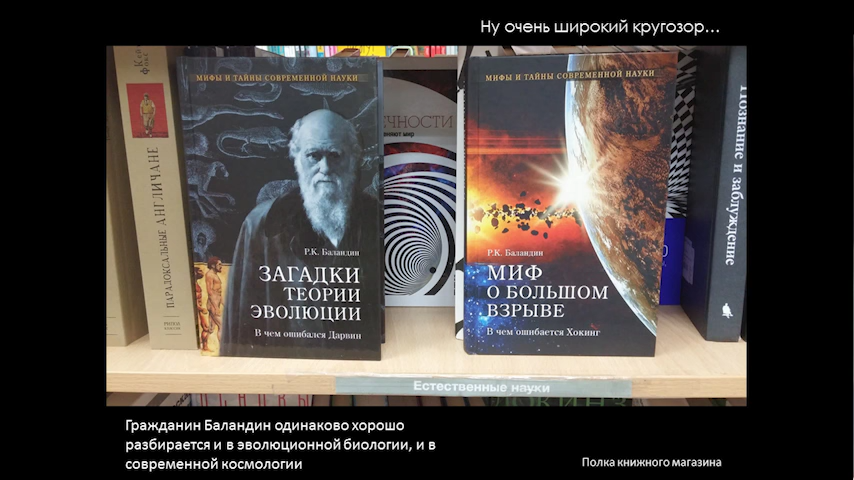 Ну очень широкий кругозор...
МИФЫ И ТАЙНЫ СОВРЕМЕННОЙ НАУКИ
Р.К. Баландин
ЗАГАДКИ
ТЕОРИИ
ЭВОЛЮЦИИ
В чем ошибался Дарвин
МИФЫ И ТАЙНЫ СОВРЕМЕННОЙ НАУКИ
Р.К. Баландин
МИФ
О БОЛЬШОМ
ВЗРЫВЕ
В чем ошибается Хокинг
ПАРАДОКСАЛЬНЫЕ АНГЛИЧАНЕ
Познание и заблуждение
Естественные науки
Гражданин Баландин одинаково хорошо
разбирается и в эволюционной биологии, и в
современной космологии
Полка книжного магазина